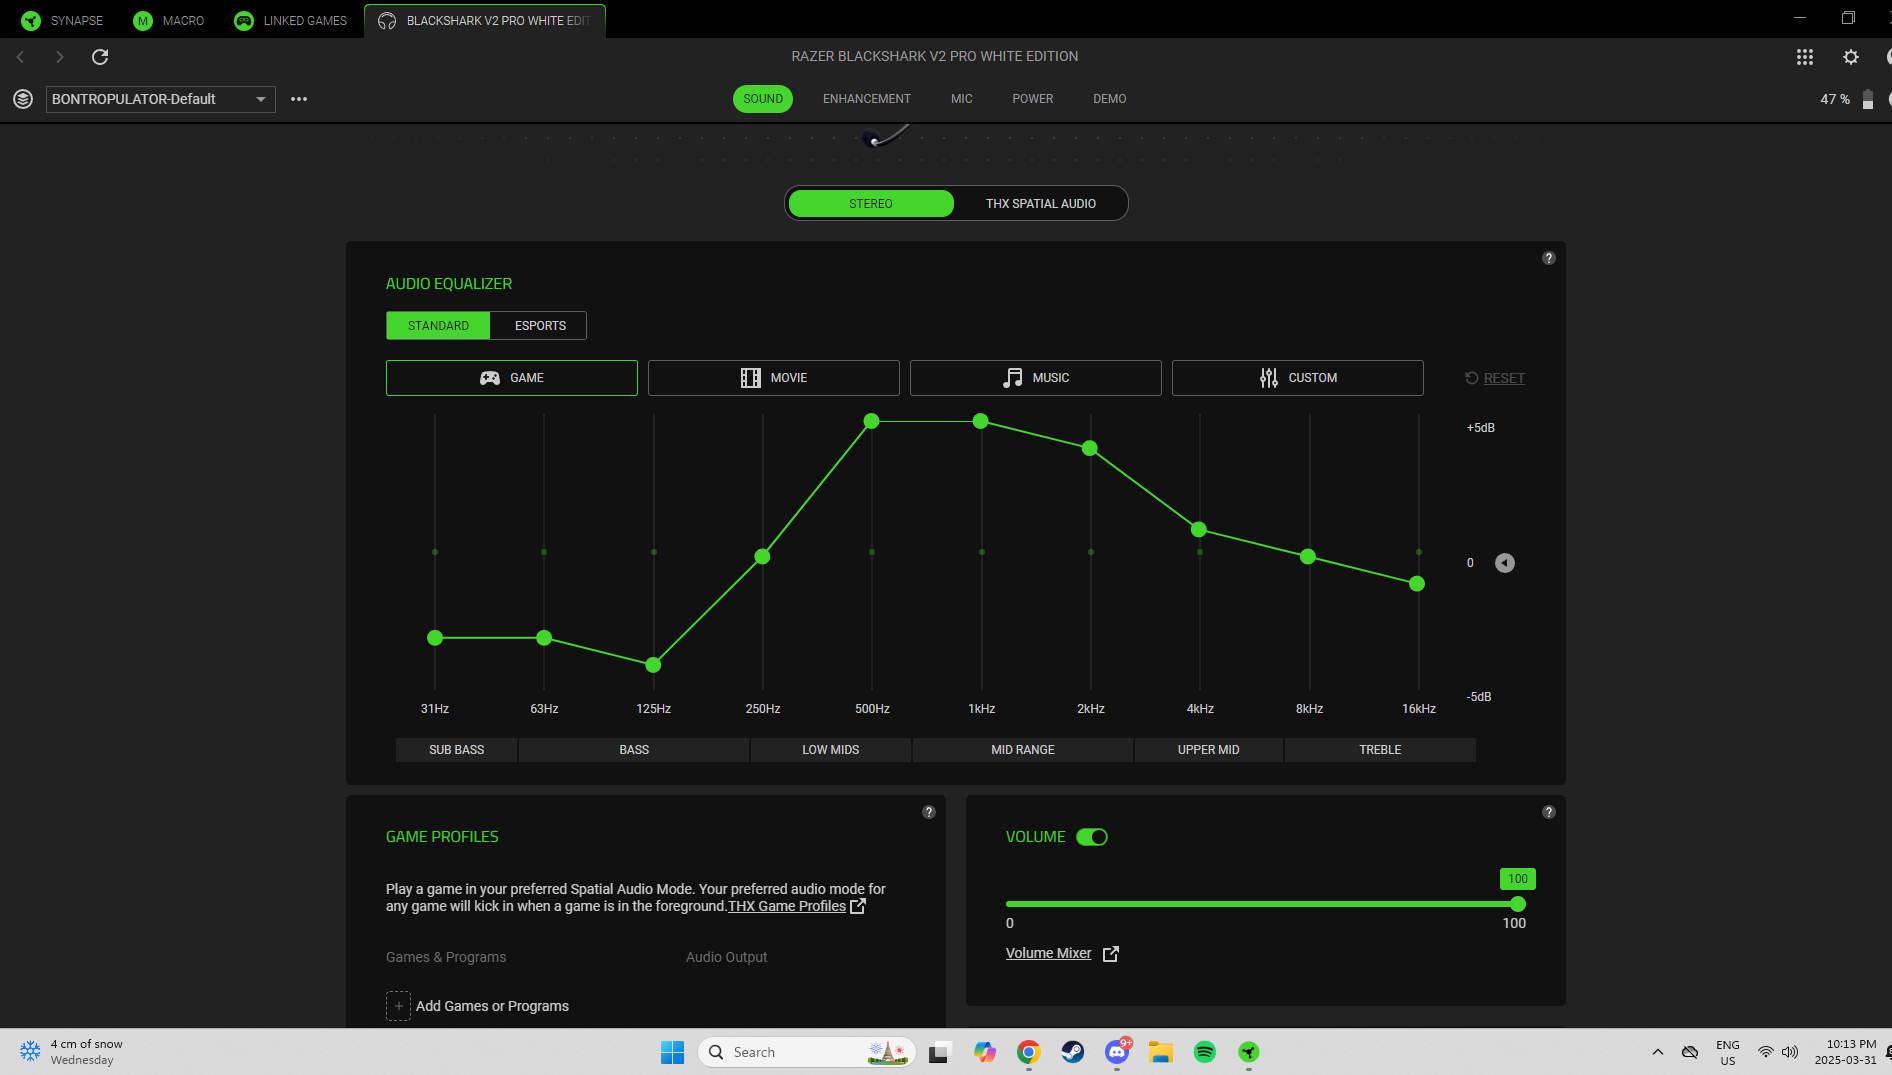 SYNAPSE
M MACRO
LINKED GAMES
BLACKSHARK V2 PRO WHITE EDIT
RAZER BLACKSHARK V2 PRO WHITE EDITION
BONTROPULATOR-Default
SOUND ENHANCEMENT MIC POWER DEMO
47 %
STEREO THX SPATIAL AUDIO
?
AUDIO EQUALIZER
STANDARD ESPORTS
GAME MOVIE MUSIC CUSTOM RESET
+5dB
0
-5dB
31Hz 63Hz 125Hz 250Hz 500Hz 1kHz 2kHz 4kHz 8kHz 16kHz
SUB BASS BASS LOW MIDS MID RANGE UPPER MID TREBLE
?
GAME PROFILES
Play a game in your preferred Spatial Audio Mode. Your preferred audio mode for
any game will kick in when a game is in the foreground.THX Game Profiles
Games & Programs Audio Output
+ Add Games or Programs
?
VOLUME
100
0 100
Volume Mixer
4 cm of snow
Wednesday
Search
9+
ENG
US
10:13 PM
2025-03-31